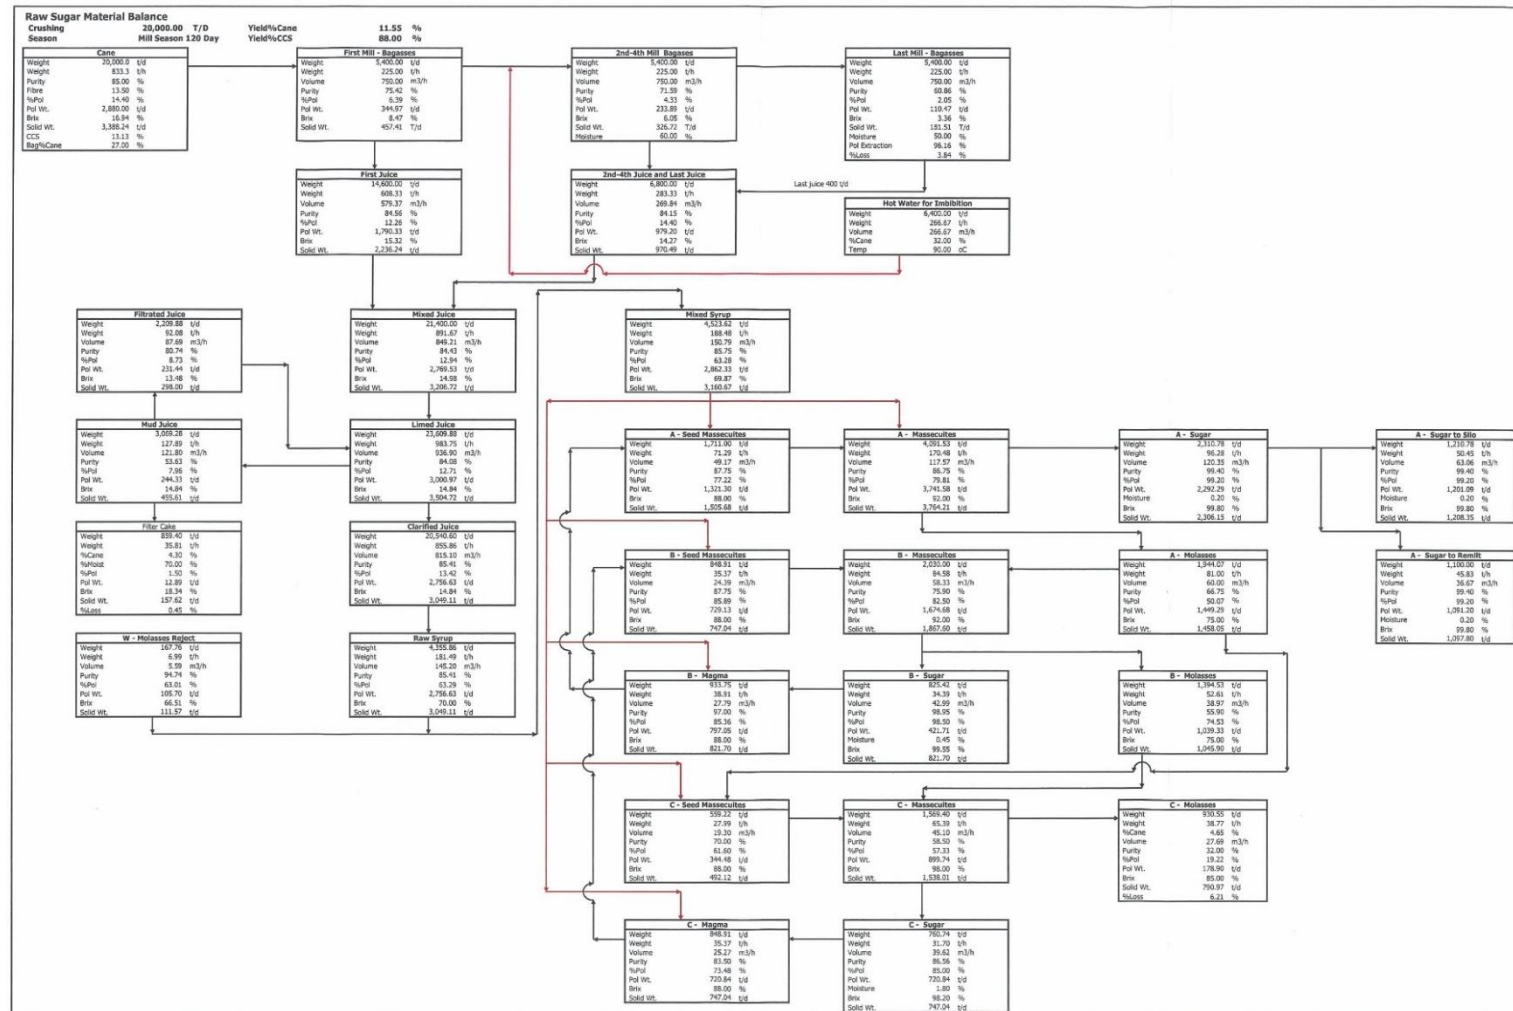 Raw Sugar Material Balance
Crushing 20,000.00 T/D Yield%Cane 11.55 %
Season Mill Season 120 Day Yield%CCS 88.00 %
Cane
Weight 20,000.0 t/d
Weight 833.3 t/h
Purity 85.00 %
Fibre 13.50 %
%Pol 14.40 %
Pol Wt. 2,880.00 t/d
Brix 16.94 %
Solid Wt. 3,388.24 t/d
CCS 13.13 %
Bag%Cane 27.00 %
First Mill - Bagasses
Weight 5,400.00 t/d
Weight 225.00 t/h
Volume 750.00 m3/h
Purity 75.42 %
%Pol 6.39 %
Pol Wt. 344.97 t/d
Brix 8.47 %
Solid Wt. 457.41 T/d
2nd-4th Mill Bagases
Weight 5,400.00 t/d
Weight 225.00 t/h
Volume 750.00 m3/h
Purity 71.59 %
%Pol 4.33 %
Pol Wt. 233.89 t/d
Brix 6.05 %
Solid Wt. 326.72 T/d
Moisture 60.00 %
Last Mill - Bagasses
Weight 5,400.00 t/d
Weight 225.00 t/h
Volume 750.00 m3/h
Purity 60.86 %
%Pol 2.05 %
Pol Wt. 110.47 t/d
Brix 3.36 %
Solid Wt. 181.51 T/d
Moisture 50.00 %
Pol Extraction 96.16 %
%Loss 3.84 %
First Juice
Weight 14,600.00 t/d
Weight 608.33 t/h
Volume 579.37 m3/h
Purity 84.56 %
%Pol 12.26 %
Pol Wt. 1,790.33 t/d
Brix 15.32 %
Solid Wt. 2,236.24 t/d
2nd-4th Juice and Last Juice
Weight 6,800.00 t/d
Weight 283.33 t/h
Volume 269.84 m3/h
Purity 84.15 %
%Pol 14.40 %
Pol Wt. 979.20 t/d
Brix 14.27 %
Solid Wt. 970.49 t/d
Last juice 400 t/d
Hot Water for Imbibition
Weight 6,400.00 t/d
Weight 266.67 t/h
Volume 266.67 m3/h
%Cane 32.00 %
Temp 90.00 oC
Filtrated Juice
Weight 2,209.88 t/d
Weight 92.08 t/h
Volume 87.69 m3/h
Purity 80.74 %
%Pol 8.73 %
Pol Wt. 231.44 t/d
Brix 13.48 %
Solid Wt. 298.00 t/d
Mixed Juice
Weight 21,400.00 t/d
Weight 891.67 t/h
Volume 849.21 m3/h
Purity 84.43 %
%Pol 12.94 %
Pol Wt. 2,769.53 t/d
Brix 14.98 %
Solid Wt. 3,206.72 t/d
Mixed Syrup
Weight 4,523.62 t/d
Weight 188.48 t/h
Volume 150.79 m3/h
Purity 85.75 %
%Pol 63.28 %
Pol Wt. 2,862.33 t/d
Brix 69.87 %
Solid Wt. 3,160.67 t/d
Mud Juice
Weight 3,069.28 t/d
Weight 127.89 t/h
Volume 121.80 m3/h
Purity 53.63 %
%Pol 7.96 %
Pol Wt. 244.33 t/d
Brix 14.84 %
Solid Wt. 455.61 t/d
Limed Juice
Weight 23,609.88 t/d
Weight 983.75 t/h
Volume 936.90 m3/h
Purity 84.08 %
%Pol 12.71 %
Pol Wt. 3,000.97 t/d
Brix 14.84 %
Solid Wt. 3,504.72 t/d
A - Seed Massecuites
Weight 1,711.00 t/d
Weight 71.29 t/h
Volume 49.17 m3/h
Purity 87.75 %
%Pol 77.22 %
Pol Wt. 1,321.30 t/d
Brix 88.00 %
Solid Wt. 1,505.68 t/d
A - Massecuites
Weight 4,091.53 t/d
Weight 170.48 t/h
Volume 117.57 m3/h
Purity 86.75 %
%Pol 79.81 %
Pol Wt. 3,741.58 t/d
Brix 92.00 %
Solid Wt. 3,764.21 t/d
A - Sugar
Weight 2,310.78 t/d
Weight 96.28 t/h
Volume 120.35 m3/h
Purity 99.40 %
%Pol 99.20 %
Pol Wt. 2,292.29 t/d
Moisture 0.20 %
Brix 99.80 %
Solid Wt. 2,306.15 t/d
A - Sugar to Silo
Weight 1,210.78 t/d
Weight 50.45 t/h
Volume 63.06 m3/h
Purity 99.40 %
%Pol 99.20 %
Pol Wt. 1,201.09 t/d
Moisture 0.20 %
Brix 99.80 %
Solid Wt. 1,208.35 t/d
Filter Cake
Weight 859.40 t/d
Weight 35.81 t/h
%Cane 4.30 %
%Moist 70.00 %
%Pol 1.50 %
Pol Wt. 12.89 t/d
Brix 18.34 %
Solid Wt. 157.62 t/d
%Loss 0.45 %
Clarified Juice
Weight 20,540.60 t/d
Weight 855.86 t/h
Volume 815.10 m3/h
Purity 85.41 %
%Pol 13.42 %
Pol Wt. 2,756.63 t/d
Brix 14.84 %
Solid Wt. 3,049.11 t/d
B - Seed Massecuites
Weight 848.91 t/d
Weight 35.37 t/h
Volume 24.39 m3/h
Purity 87.75 %
%Pol 85.89 %
Pol Wt. 729.13 t/d
Brix 88.00 %
Solid Wt. 747.04 t/d
B - Massecuites
Weight 2,030.00 t/d
Weight 84.58 t/h
Volume 58.33 m3/h
Purity 75.90 %
%Pol 82.50 %
Pol Wt. 1,674.68 t/d
Brix 92.00 %
Solid Wt. 1,867.60 t/d
A - Molasses
Weight 1,944.07 t/d
Weight 81.00 t/h
Volume 60.00 m3/h
Purity 66.75 %
%Pol 50.07 %
Pol Wt. 1,449.29 t/d
Brix 75.00 %
Solid Wt. 1,458.05 t/d
A - Sugar to Remilt
Weight 1,100.00 t/d
Weight 45.83 t/h
Volume 36.67 m3/h
Purity 99.40 %
%Pol 99.20 %
Pol Wt. 1,091.20 t/d
Moisture 0.20 %
Brix 99.80 %
Solid Wt. 1,097.80 t/d
W - Molasses Reject
Weight 167.76 t/d
Weight 6.99 t/h
Volume 5.59 m3/h
Purity 94.74 %
%Pol 63.01 %
Pol Wt. 105.70 t/d
Brix 66.51 %
Solid Wt. 111.57 t/d
Raw Syrup
Weight 4,355.86 t/d
Weight 181.49 t/h
Volume 145.20 m3/h
Purity 85.41 %
%Pol 63.29 %
Pol Wt. 2,756.63 t/d
Brix 70.00 %
Solid Wt. 3,049.11 t/d
B - Magma
Weight 933.75 t/d
Weight 38.91 t/h
Volume 27.79 m3/h
Purity 97.00 %
%Pol 85.36 %
Pol Wt. 797.05 t/d
Brix 88.00 %
Solid Wt. 821.70 t/d
B - Sugar
Weight 825.42 t/d
Weight 34.39 t/h
Volume 42.99 m3/h
Purity 98.95 %
%Pol 98.50 %
Pol Wt. 421.71 t/d
Moisture 0.45 %
Brix 99.55 %
Solid Wt. 821.70 t/d
B - Molasses
Weight 1,394.53 t/d
Weight 52.61 t/h
Volume 38.97 m3/h
Purity 55.90 %
%Pol 74.53 %
Pol Wt. 1,039.33 t/d
Brix 75.00 %
Solid Wt. 1,045.90 t/d
C - Seed Massecuites
Weight 559.22 t/d
Weight 27.99 t/h
Volume 19.30 m3/h
Purity 70.00 %
%Pol 61.60 %
Pol Wt. 344.48 t/d
Brix 88.00 %
Solid Wt. 492.12 t/d
C - Massecuites
Weight 1,569.40 t/d
Weight 65.39 t/h
Volume 45.10 m3/h
Purity 58.50 %
%Pol 57.33 %
Pol Wt. 899.74 t/d
Brix 98.00 %
Solid Wt. 1,538.01 t/d
C - Molasses
Weight 930.55 t/d
Weight 38.77 t/h
%Cane 4.65 %
Volume 27.69 m3/h
Purity 32.00 %
%Pol 19.22 %
Pol Wt. 178.90 t/d
Brix 85.00 %
Solid Wt. 790.97 t/d
%Loss 6.21 %
C - Magma
Weight 848.91 t/d
Weight 35.37 t/h
Volume 25.27 m3/h
Purity 83.50 %
%Pol 73.48 %
Pol Wt. 720.84 t/d
Brix 88.00 %
Solid Wt. 747.04 t/d
C - Sugar
Weight 760.74 t/d
Weight 31.70 t/h
Volume 39.62 m3/h
Purity 86.56 %
%Pol 85.00 %
Pol Wt. 720.84 t/d
Moisture 1.80 %
Brix 98.20 %
Solid Wt. 747.04 t/d